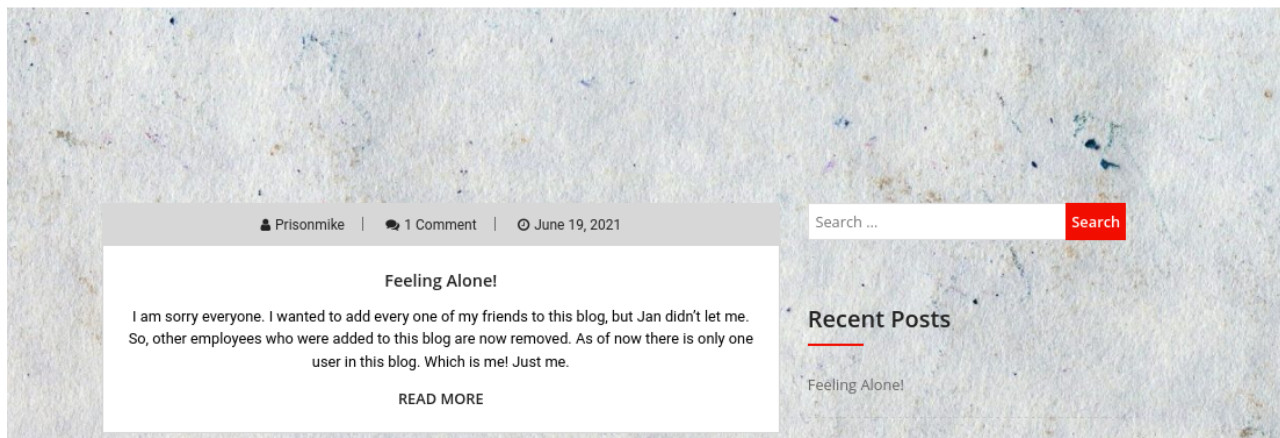 Prisonmike 1 Comment June 19, 2021
Search ... Search
Feeling Alone!
I am sorry everyone. I wanted to add every one of my friends to this blog, but Jan didn’t let me.
So, other employees who were added to this blog are now removed. As of now there is only one
user in this blog. Which is me! Just me.
READ MORE
Recent Posts
Feeling Alone!